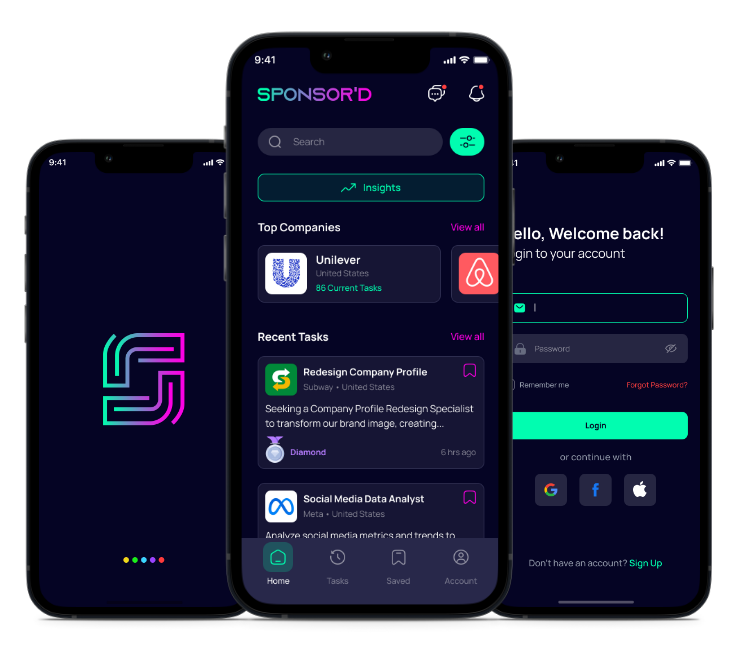 9:41
9:41
SPONSOR'D
Search
Insights
Top Companies View all
Unilever
United States
86 Current Tasks
Recent Tasks View all
Redesign Company Profile
Subway • United States
Seeking a Company Profile Redesign Specialist
to transform our brand image, creating...
Diamond 6 hrs ago
Social Media Data Analyst
Meta • United States
Analyze social media metrics and trends to
Home Tasks Saved Account
41
ello, Welcome back!
gin to your account
Password
Remember me Forgot Password?
Login
or continue with
Don't have an account? Sign Up